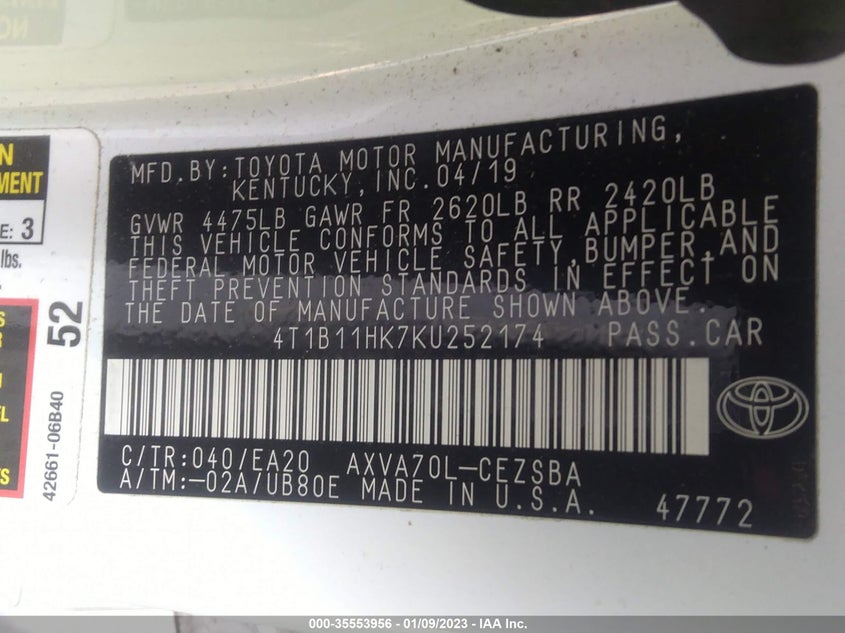 MFD.BY:TOYOTA MOTOR MANUFACTURING,
KENTUCKY,INC.04/19
GVWR 4475LB GAWR FR 2620LB RR 2420LB
THIS VEHICLE CONFORMS TO ALL APPLICABLE
FEDERAL MOTOR VEHICLE SAFETY,BUMPER,AND
THEFT PREVENTION STANDARDS IN EFFECT ON
THE DATE OF MANUFACTURE SHOWN ABOVE.
4T1B11HK7KU252174 PASS.CAR
C/TR:040/EA20 AXVA70L-CEZSBA
A/TM:-02A/UB80E MADE IN U.S.A.
47772
E: 3
lbs.
52
42661-06B40
000-35553956 - 01/09/2023 - IAA Inc.